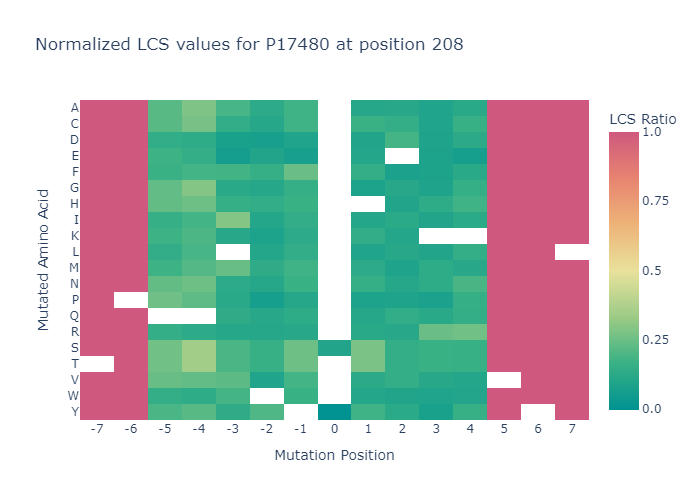 Normalized LCS values for P17480 at position 208
LCS Ratio
1.0
0.75
0.5
0.25
0.0
Mutated Amino Acid
A
C
D
E
F
G
H
I
K
L
M
N
P
Q
R
S
T
V
W
Y
-7 -6 -5 -4 -3 -2 -1 0 1 2 3 4 5 6 7
Mutation Position